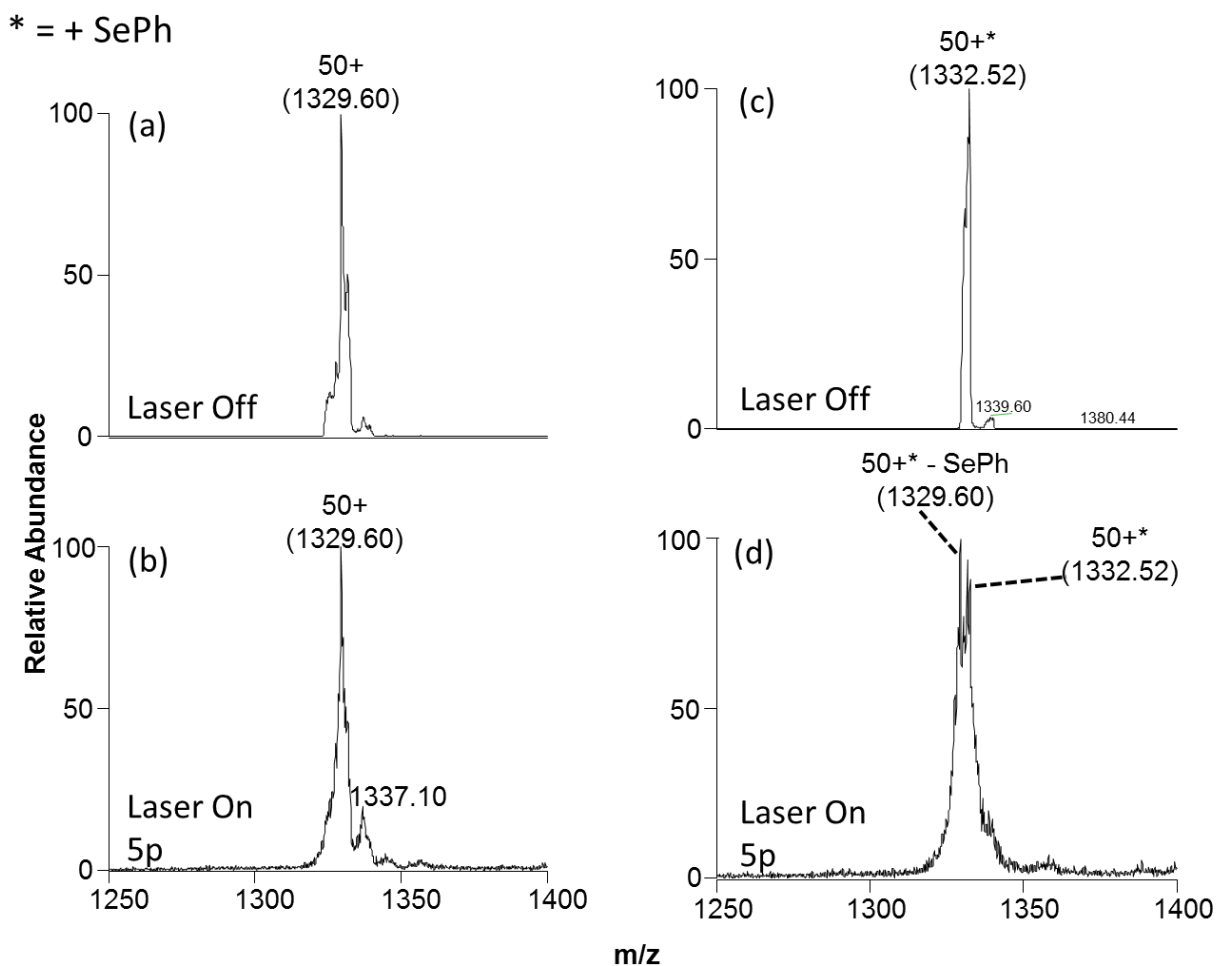 * = + SePh
50+
(1329.60)
100
(a)
50
Laser Off
0
50+*
(1332.52)
100
(c)
50
Laser Off
1339.60
1380.44
0
Relative Abundance
50+
(1329.60)
100
(b)
50
1337.10
Laser On
5p
0
1250
1300
1350
1400
50+* - SePh
(1329.60)
50+*
(1332.52)
100
(d)
50
Laser On
5p
0
1250
1300
1350
1400
m/z